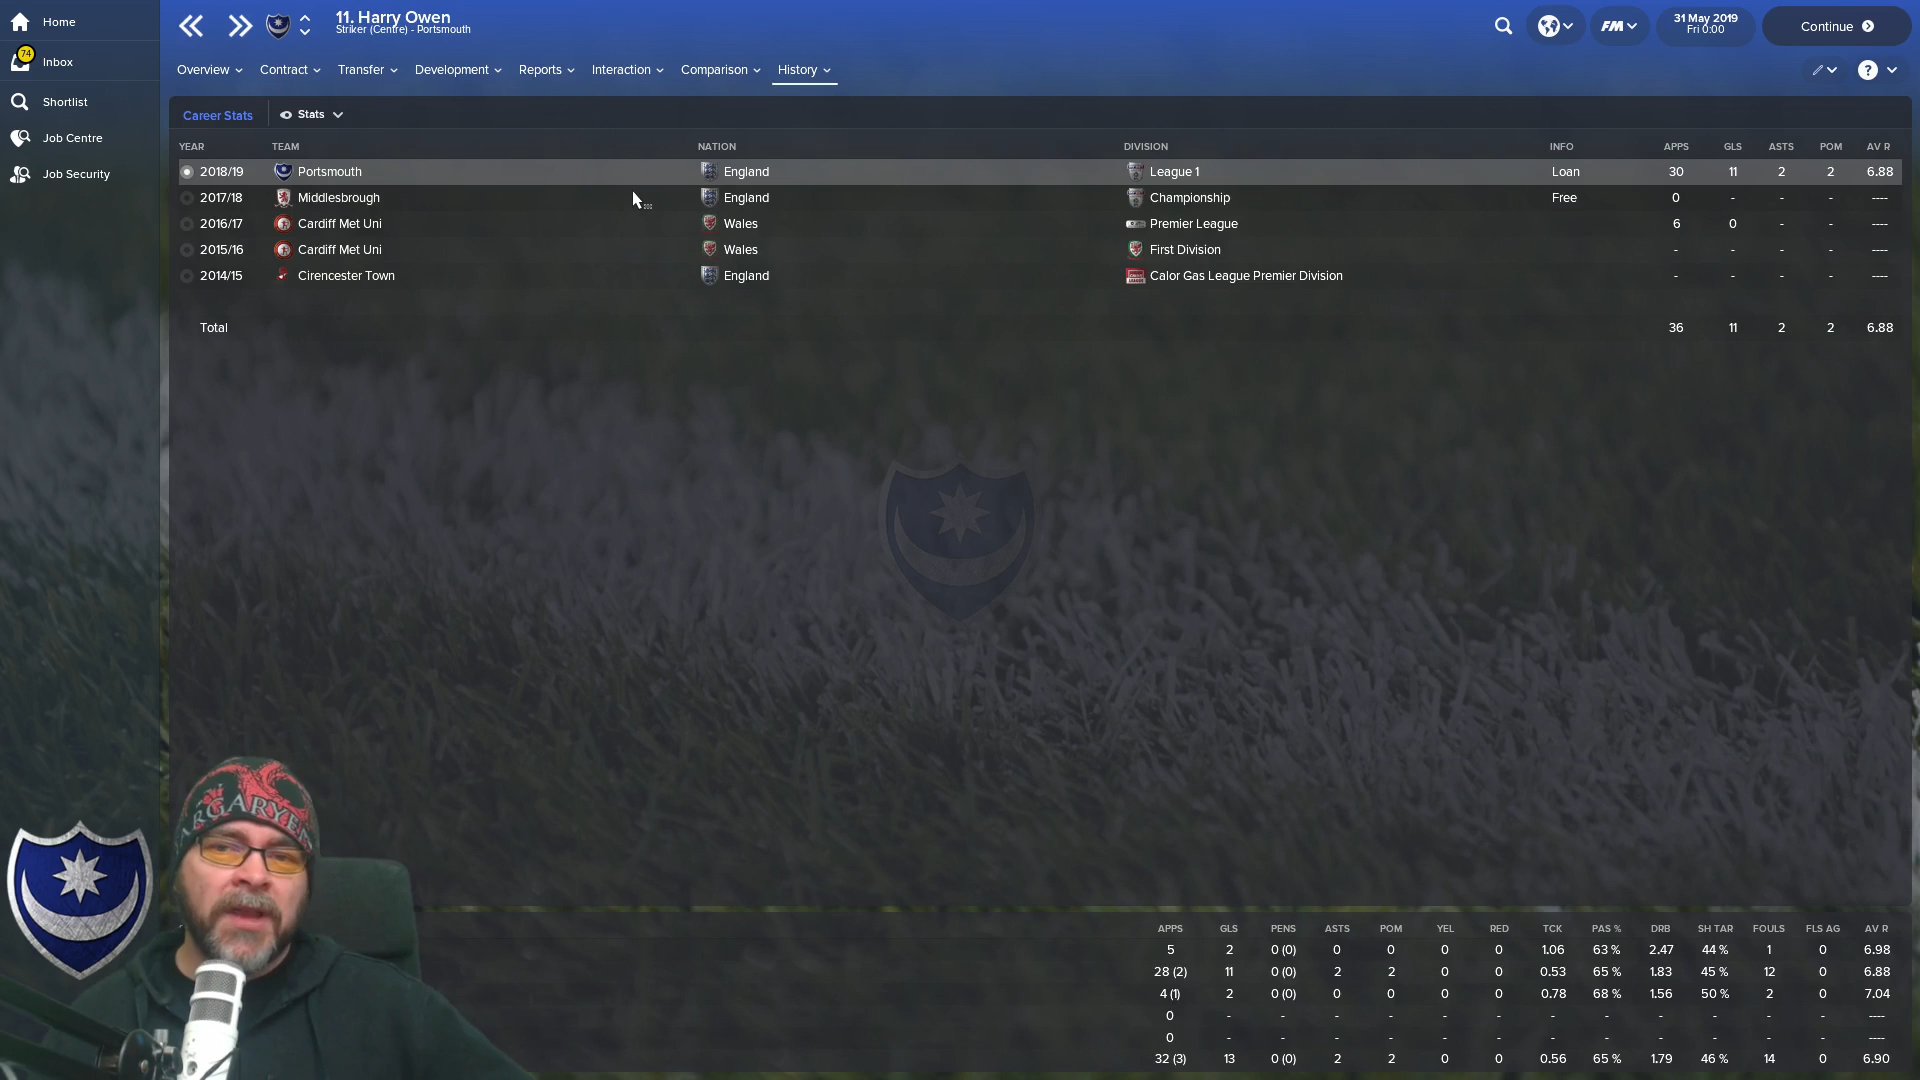 Home
74
Inbox
Shortlist
Job Centre
Job Security
11. Harry Owen
Striker (Centre) - Portsmouth
FM
31 May 2019
Fri 0:00
Continue
Overview Contract Transfer Development Reports Interaction Comparison History
?
Career Stats Stats
YEAR TEAM NATION DIVISION INFO APPS GLS ASTS POM AV R
2018/19 Portsmouth England League 1 Loan 30 11 2 2 6.88
2017/18 Middlesbrough England Championship Free 0 - - - ----
2016/17 Cardiff Met Uni Wales Premier League 6 0 - - ----
2015/16 Cardiff Met Uni Wales First Division - - - - ----
2014/15 Cirencester Town England Calor Gas League Premier Division - - - - ----
Total 36 11 2 2 6.88
ARGARYEN
APPS GLS PENS ASTS POM YEL RED TCK PAS % DRB SH TAR FOULS FLS AG AV R
5 2 0 (0) 0 0 0 0 1.06 63 % 2.47 44 % 1 0 6.98
28 (2) 11 0 (0) 2 2 0 0 0.53 65 % 1.83 45 % 12 0 6.88
4 (1) 2 0 (0) 0 0 0 0 0.78 68 % 1.56 50 % 2 0 7.04
0 - - - - - - - - - - - - ----
0 - - - - - - - - - - - - ----
32 (3) 13 0 (0) 2 2 0 0 0.56 65 % 1.79 46 % 14 0 6.90